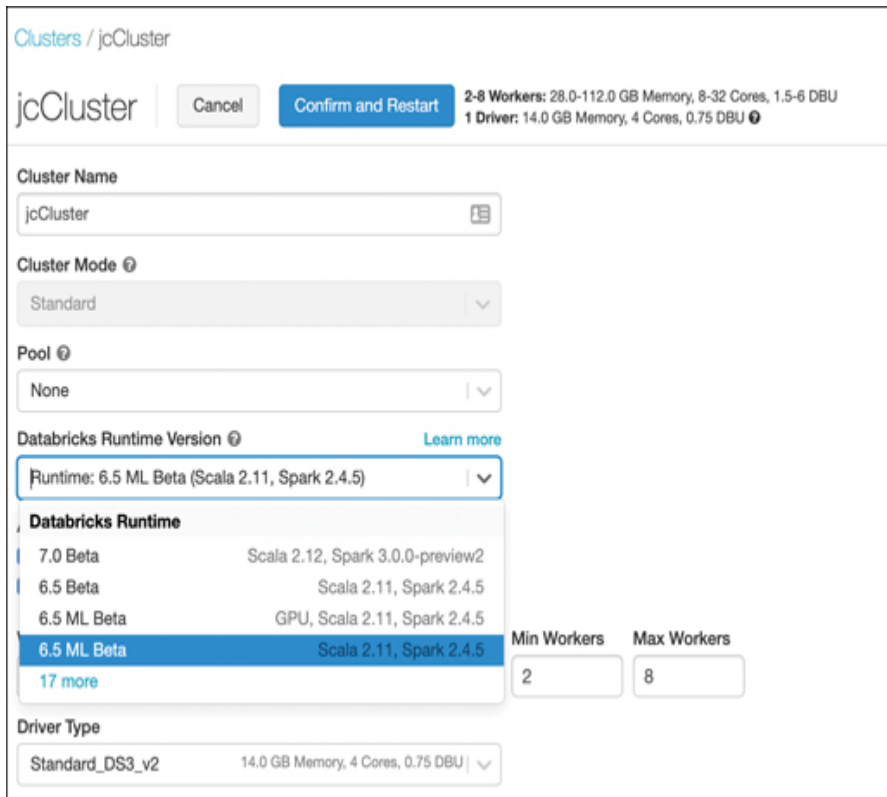 Clusters / jcCluster
jcCluster
Cancel
Confirm and Restart
2-8 Workers: 28.0-112.0 GB Memory, 8-32 Cores, 1.5-6 DBU
1 Driver: 14.0 GB Memory, 4 Cores, 0.75 DBU
Cluster Name
jcCluster
Cluster Mode
Standard
Pool
None
Databricks Runtime Version Learn more
Runtime: 6.5 ML Beta (Scala 2.11, Spark 2.4.5)
Databricks Runtime
7.0 Beta Scala 2.12, Spark 3.0.0-preview2
6.5 Beta Scala 2.11, Spark 2.4.5
6.5 ML Beta GPU, Scala 2.11, Spark 2.4.5
6.5 ML Beta Scala 2.11, Spark 2.4.5
17 more
Min Workers Max Workers
2 8
Driver Type
Standard_DS3_v2 14.0 GB Memory, 4 Cores, 0.75 DBU